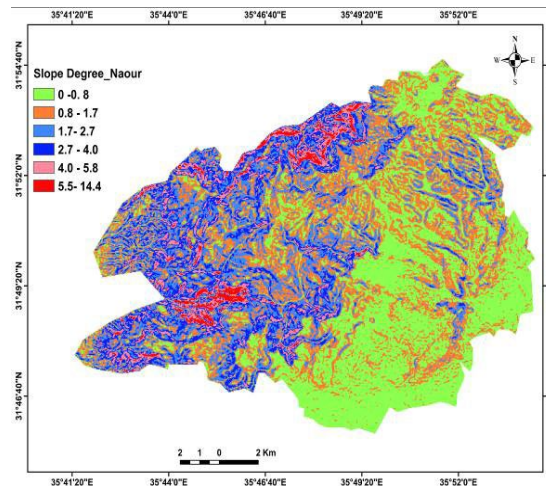 35°41'20"E 35°44'0"E 35°46'40"E 35°49'20"E 35°52'0"E
31°54'40"N
31°52'0"N
31°49'20"N
31°46'40"N
Slope Degree_Naour
0 -0. 8
0.8 - 1.7
1.7- 2.7
2.7 - 4.0
4.0 - 5.8
5.5- 14.4
N
W E
S
2 1 0 2 Km
35°41'20"E 35°44'0"E 35°46'40"E 35°49'20"E 35°52'0"E